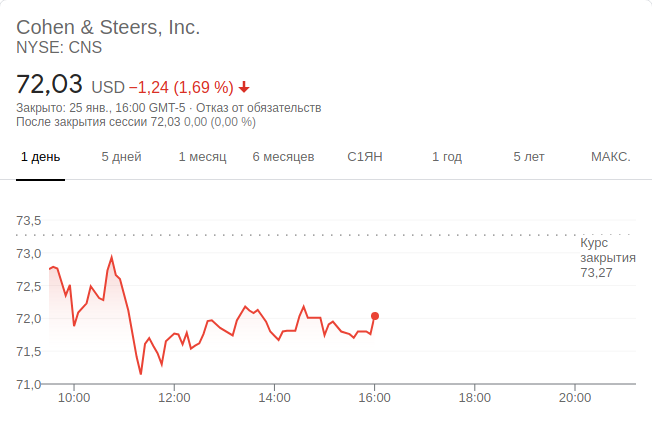 Cohen & Steers, Inc.
NYSE: CNS
72,03 USD −1,24 (1,69 %)
Закрыто: 25 янв., 16:00 GMT-5 · Отказ от обязательств
После закрытия сессии 72,03 0,00 (0,00 %)
1 день 5 дней 1 месяц 6 месяцев С1ЯН 1 год 5 лет МАКС.
73,5
Курс
закрытия
73,27
73,0
72,5
72,0
71,5
71,0
10:00 12:00 14:00 16:00 18:00 20:00